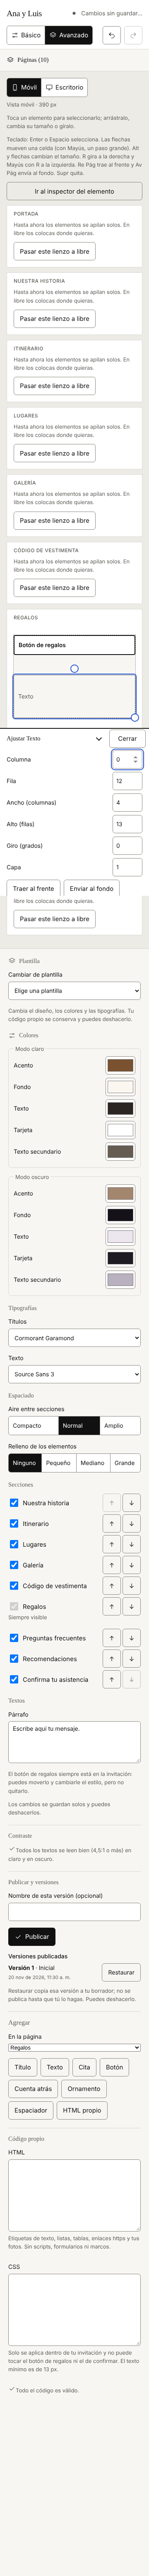 Ana y Luis
Cambios sin guardar…
Básico
Avanzado
Páginas (10)
Móvil
Escritorio
Vista móvil · 390 px
Toca un elemento para seleccionarlo; arrástralo,
cambia su tamaño o gíralo.
Teclado: Enter o Espacio selecciona. Las flechas
mueven una celda (con Mayús, un paso grande). Alt
y flechas cambian el tamaño. R gira a la derecha y
Mayús con R a la izquierda. Re Pág trae al frente y Av
Pág envía al fondo. Supr quita.
Ir al inspector del elemento
PORTADA
Hasta ahora los elementos se apilan solos. En
libre los colocas donde quieras.
Pasar este lienzo a libre
NUESTRA HISTORIA
Hasta ahora los elementos se apilan solos. En
libre los colocas donde quieras.
Pasar este lienzo a libre
ITINERARIO
Hasta ahora los elementos se apilan solos. En
libre los colocas donde quieras.
Pasar este lienzo a libre
LUGARES
Hasta ahora los elementos se apilan solos. En
libre los colocas donde quieras.
Pasar este lienzo a libre
GALERÍA
Hasta ahora los elementos se apilan solos. En
libre los colocas donde quieras.
Pasar este lienzo a libre
CÓDIGO DE VESTIMENTA
Hasta ahora los elementos se apilan solos. En
libre los colocas donde quieras.
Pasar este lienzo a libre
REGALOS
Botón de regalos
Texto
Ajustar Texto
Cerrar
Columna
0
Fila
12
Ancho (columnas)
4
Alto (filas)
13
Giro (grados)
0
Capa
1
Traer al frente
Enviar al fondo
libre los colocas donde quieras.
Pasar este lienzo a libre
Plantilla
Cambiar de plantilla
Elige una plantilla
Cambia el diseño, los colores y las tipografías. Tu
código propio se conserva y puedes deshacerlo.
Colores
Modo claro
Acento
Fondo
Texto
Tarjeta
Texto secundario
Modo oscuro
Acento
Fondo
Texto
Tarjeta
Texto secundario
Tipografías
Títulos
Cormorant Garamond
Texto
Source Sans 3
Espaciado
Aire entre secciones
Compacto
Normal
Amplio
Relleno de los elementos
Ninguno
Pequeño
Mediano
Grande
Secciones
Nuestra historia
Itinerario
Lugares
Galería
Código de vestimenta
Regalos
Siempre visible
Preguntas frecuentes
Recomendaciones
Confirma tu asistencia
Textos
Párrafo
Escribe aquí tu mensaje.
El botón de regalos siempre está en la invitación:
puedes moverlo y cambiarle el estilo, pero no
quitarlo.
Los cambios se guardan solos y puedes
deshacerlos.
Contraste
Todos los textos se leen bien (4,5:1 o más) en
claro y en oscuro.
Publicar y versiones
Nombre de esta versión (opcional)
Publicar
Versiones publicadas
Versión 1 · Inicial
20 nov de 2026, 11:30 a. m.
Restaurar
Restaurar copia esa versión a tu borrador; no se
publica hasta que tú lo hagas. Puedes deshacerlo.
Agregar
En la página
Regalos
Título
Texto
Cita
Botón
Cuenta atrás
Ornamento
Espaciador
HTML propio
Código propio
HTML
Etiquetas de texto, listas, tablas, enlaces https y tus
fotos. Sin scripts, formularios ni marcos.
CSS
Solo se aplica dentro de tu invitación y no puede
tocar el botón de regalos ni el de confirmar. El texto
mínimo es de 13 px.
Todo el código es válido.